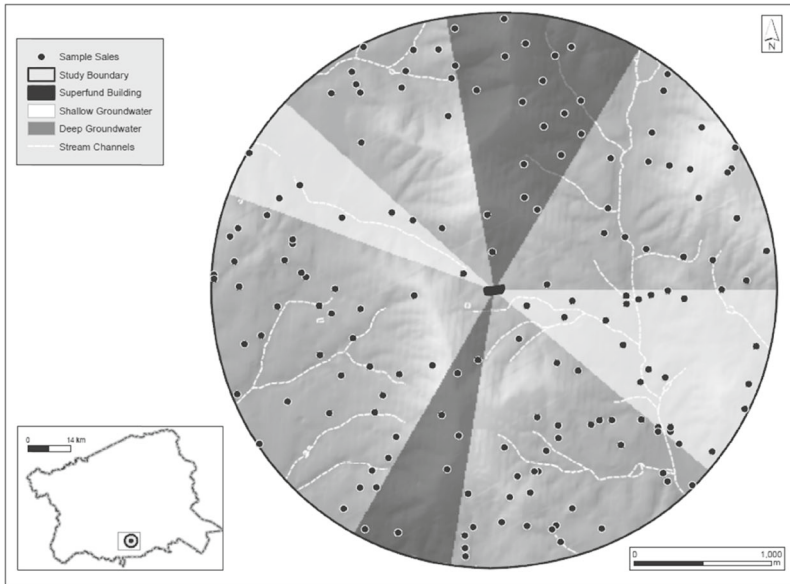 N
Sample Sales
Study Boundary
Superfund Building
Shallow Groundwater
Deep Groundwater
Stream Channels
0 14 km
0 1,000
m